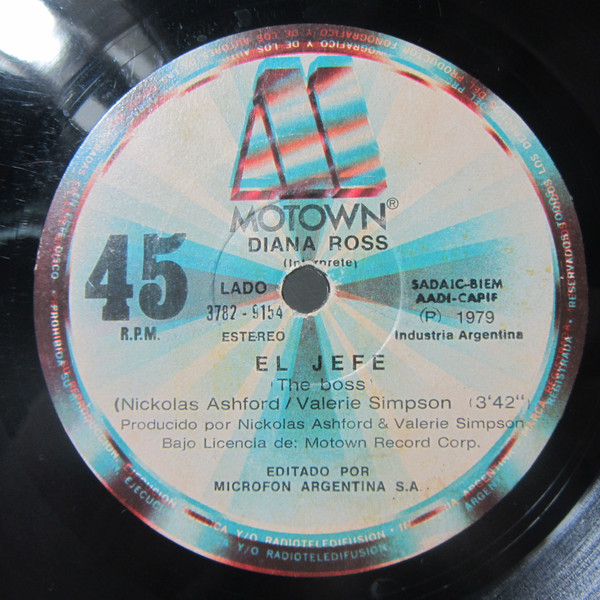 MOTOWN®
DIANA ROSS
(Interprete)
45
R.P.M.
LADO
3782-9154
ESTEREO
SADAIC-BIEM
AADI-CAPIF
(P) 1979
Industria Argentina
EL JEFE
(The boss)
(Nickolas Ashford/Valerie Simpson (3'42")
Producido por Nickolas Ashford & Valerie Simpson
Bajo Licencia de: Motown Record Corp.
EDITADO POR
MICROFON ARGENTINA S.A.
Y/O RADIOTELEDIFUSION